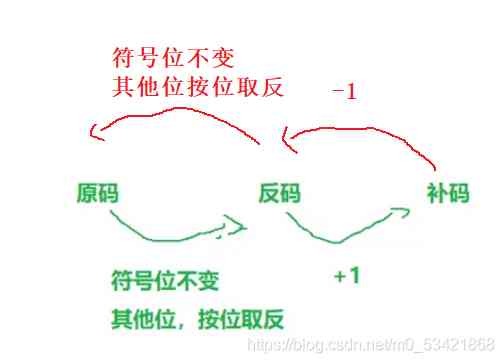 符号位不变
其他位按位取反
-1
原码
反码
补码
符号位不变
+1
其他位，按位取反
https://blog.csdn.net/m0_53421868